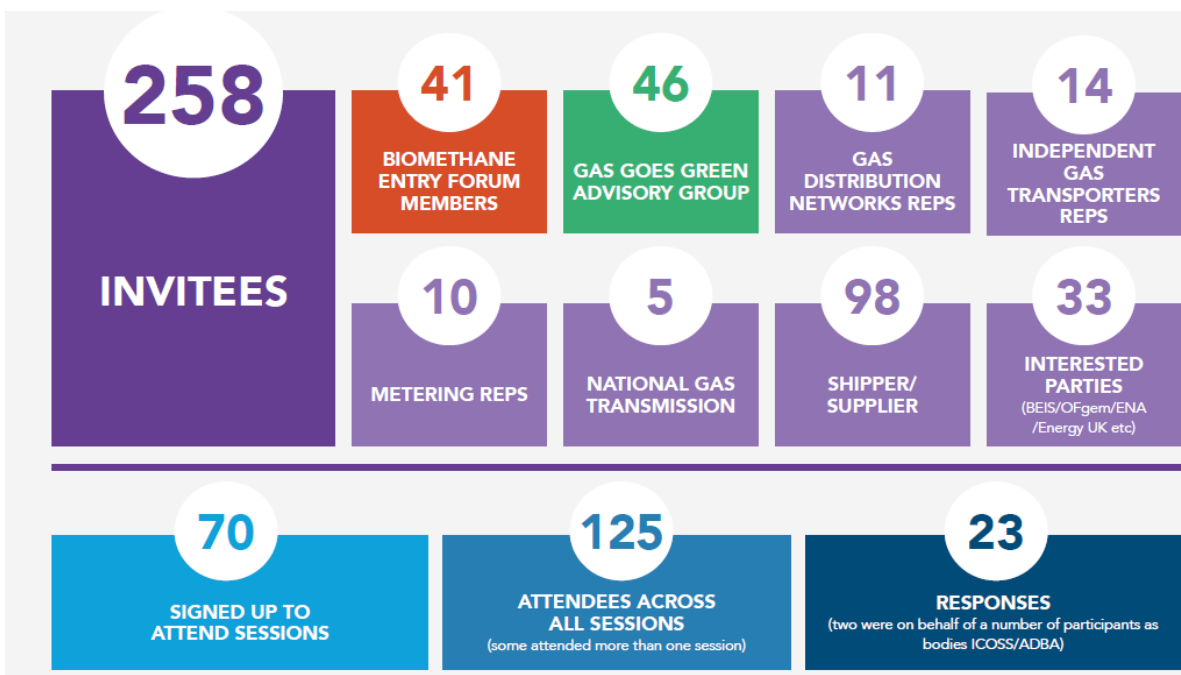 258
INVITEES
41
BIOMETHANE
ENTRY FORUM
MEMBERS
46
GAS GOES GREEN
ADVISORY GROUP
11
GAS
DISTRIBUTION
NETWORKS REPS
14
INDEPENDENT
GAS
TRANSPORTERS
REPS
10
METERING REPS
5
NATIONAL GAS
TRANSMISSION
98
SHIPPER/
SUPPLIER
33
INTERESTED
PARTIES
(BEIS/OFgem/ENA
/Energy UK etc)
70
SIGNED UP TO
ATTEND SESSIONS
125
ATTENDEES ACROSS
ALL SESSIONS
(some attended more than one session)
23
RESPONSES
(two were on behalf of a number of participants as
bodies ICOSS/ADBA)